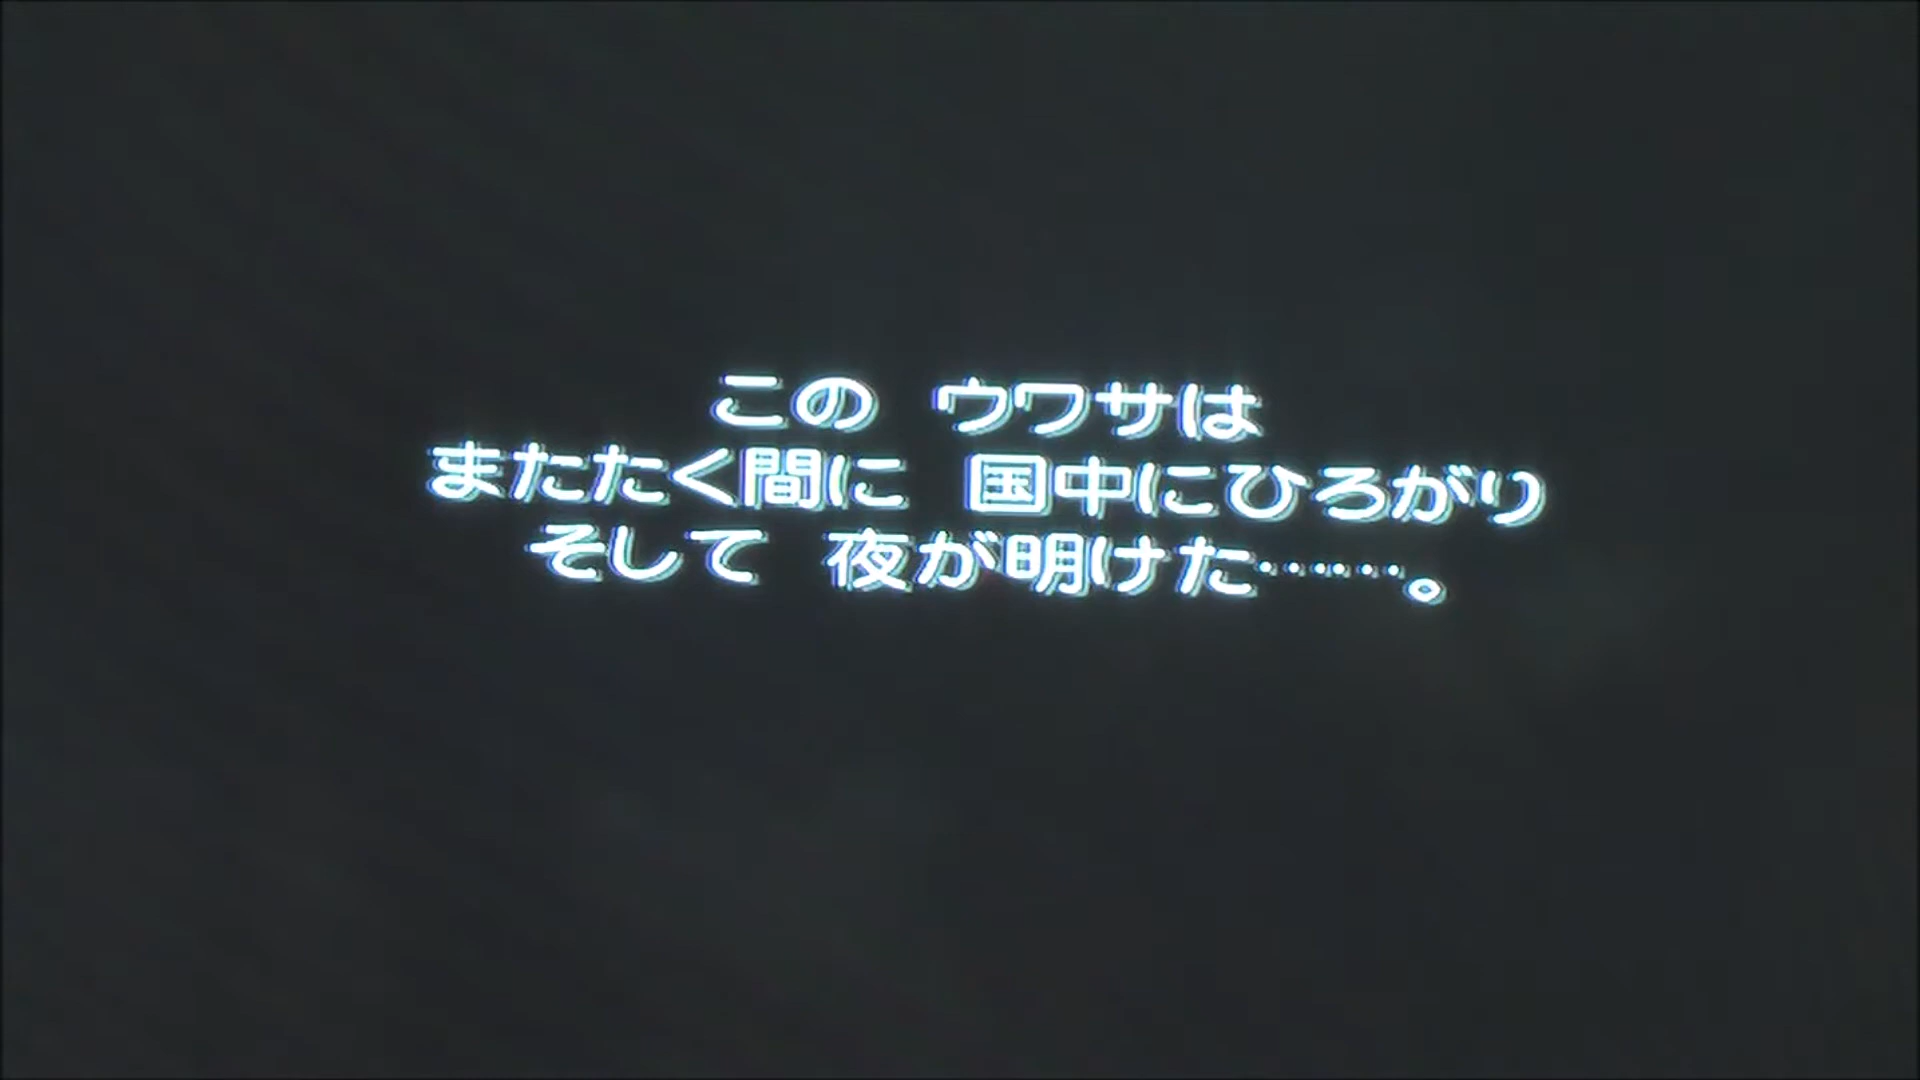 この　ウワサは
またたく間に　国中にひろがり
そして　夜が明けた……。